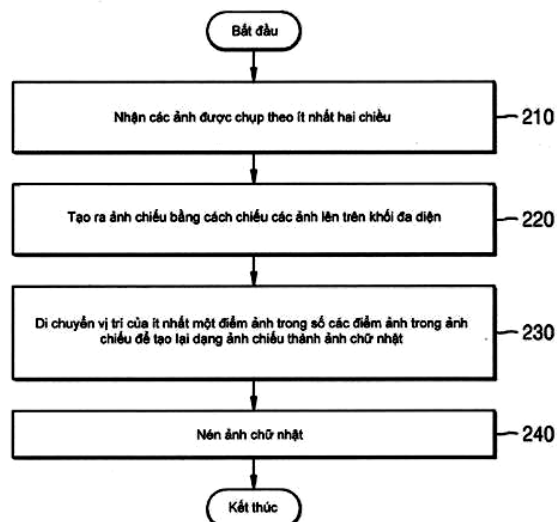 Bắt đầu
Nhận các ảnh được chụp theo ít nhất hai chiều
210
Tạo ra ảnh chiếu bằng cách chiếu các ảnh lên trên khối đa diện
220
Di chuyển vị trí của ít nhất một điểm ảnh trong số các điểm ảnh trong ảnh
chiếu để tạo lại dạng ảnh chiếu thành ảnh chữ nhật
230
Nén ảnh chữ nhật
240
Kết thúc